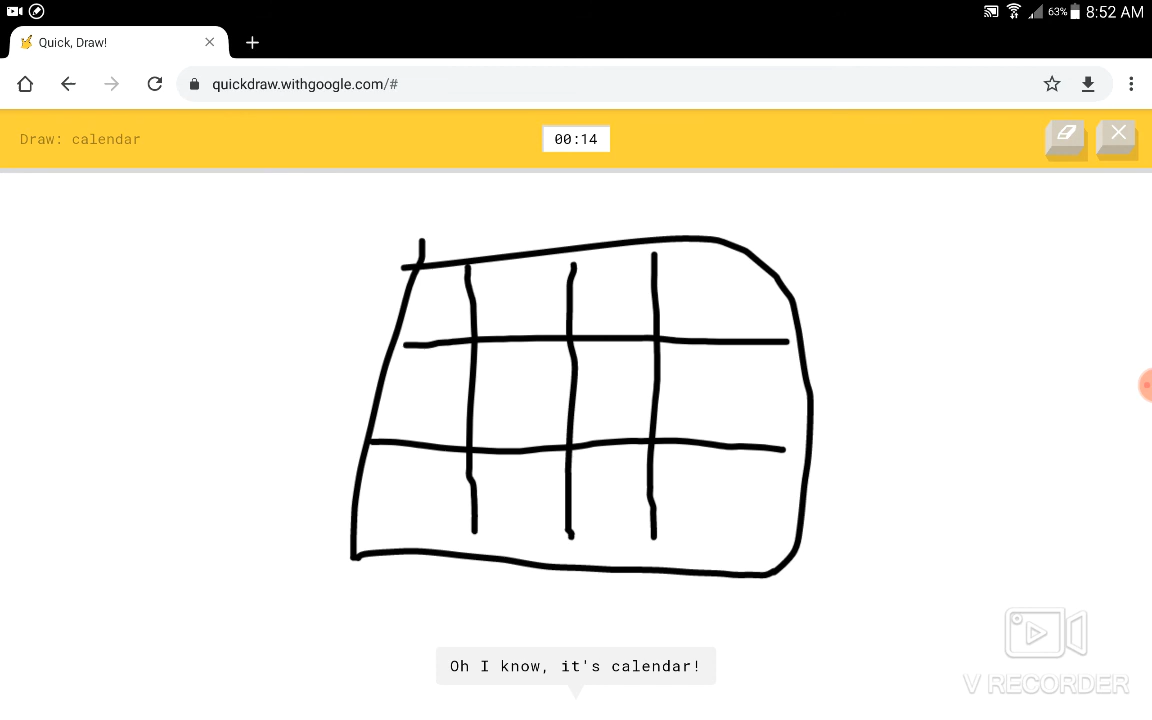 63% 8:52 AM
Quick, Draw!
quickdraw.withgoogle.com/#
Draw: calendar
00:14
Oh I know, it's calendar!
V RECORDER